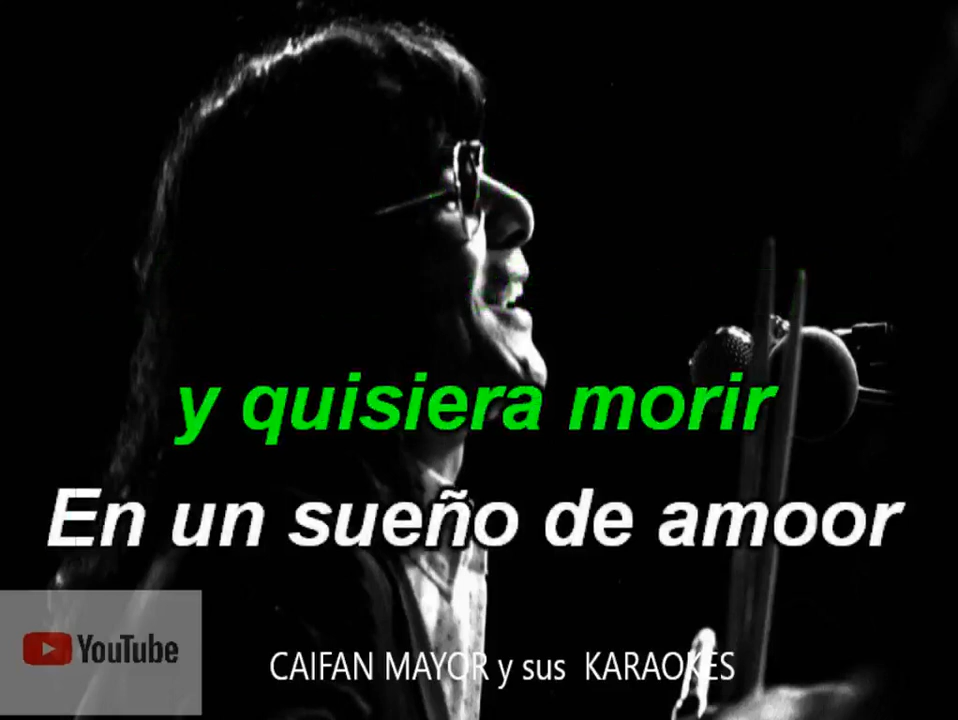 y quisiera morir
En un sueño de amoor
YouTube
CAIFAN MAYOR y sus KARAOKES